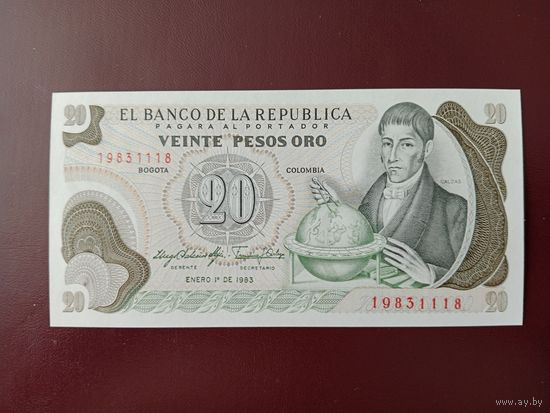 20
20
EL BANCO DE LA REPUBLICA
PAGARA AL PORTADOR
VEINTE PESOS ORO
19831118
BOGOTA
COLOMBIA
CALDAS
20
GERENTE
SECRETARIO
ENERO 1º DE 1983
19831118
20
20
www.ay.by